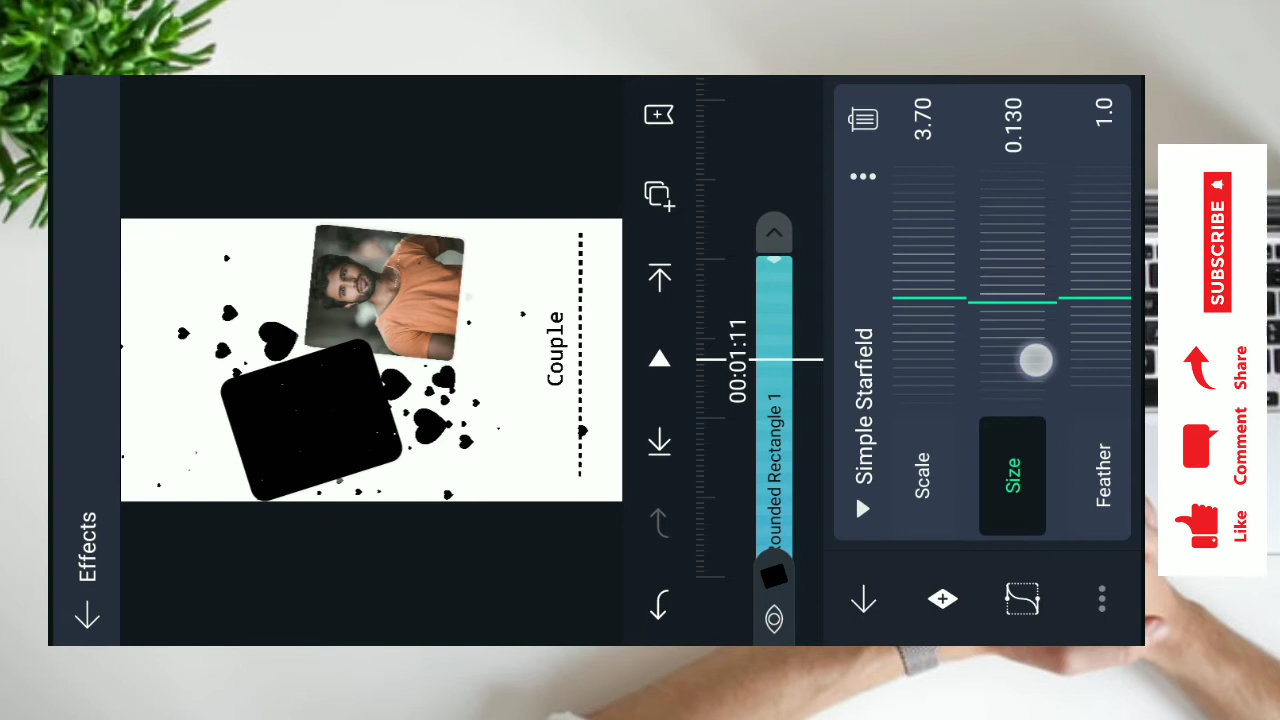 Effects
Couple
00:01:11
ounded Rectangle 1
Simple Starfield
Scale
3.70
Size
0.130
Feather
1.0
SUBSCRIBE
Like
Comment
Share